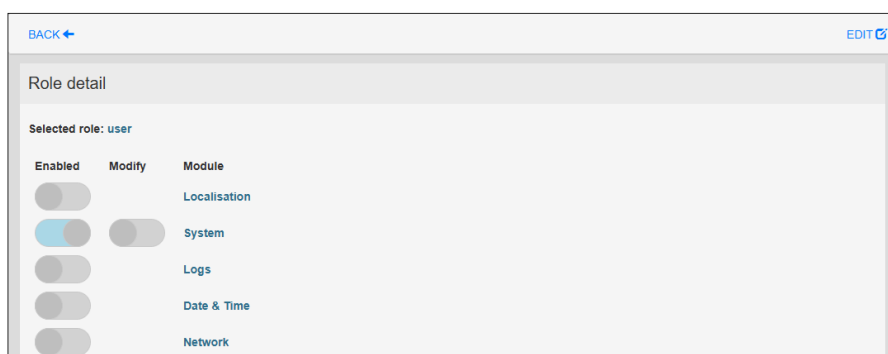 BACK
EDIT
Role detail
Selected role: user
Enabled Modify Module
Localisation
System
Logs
Date & Time
Network